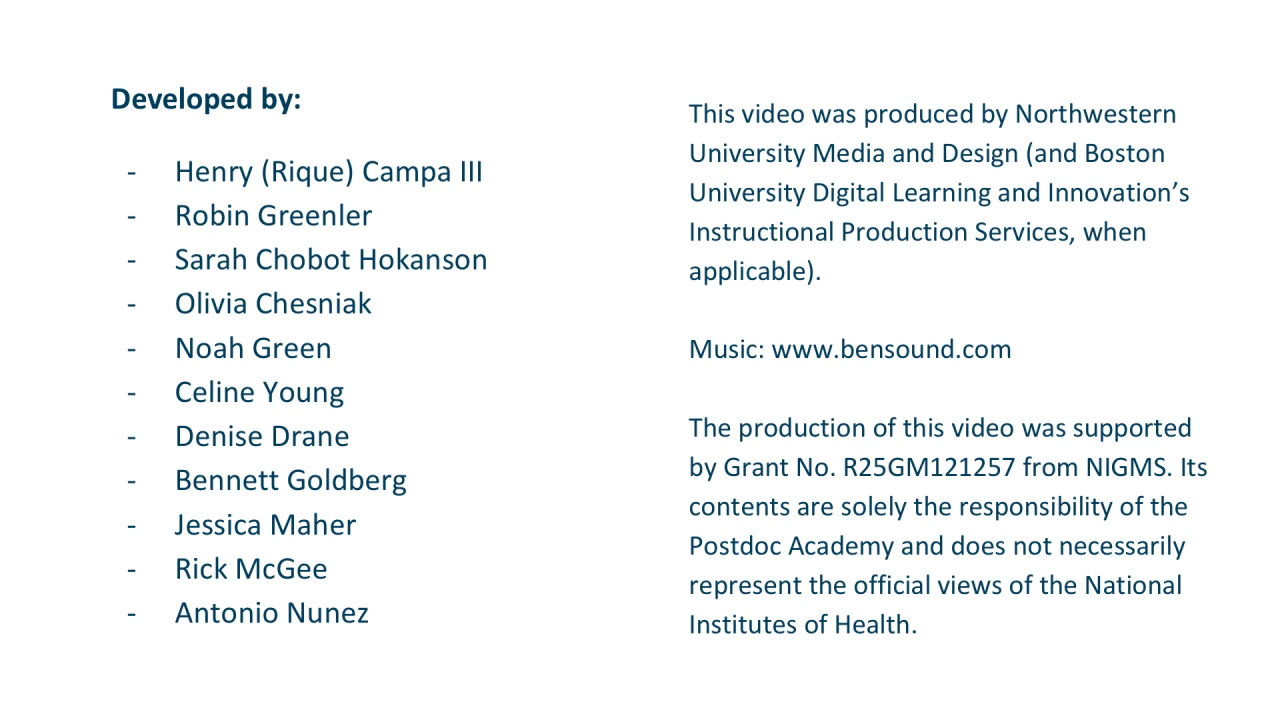 Developed by:
- Henry (Rique) Campa III
- Robin Greenler
- Sarah Chobot Hokanson
- Olivia Chesniak
- Noah Green
- Celine Young
- Denise Drane
- Bennett Goldberg
- Jessica Maher
- Rick McGee
- Antonio Nunez
This video was produced by Northwestern
University Media and Design (and Boston
University Digital Learning and Innovation’s
Instructional Production Services, when
applicable).
Music: www.bensound.com
The production of this video was supported
by Grant No. R25GM121257 from NIGMS. Its
contents are solely the responsibility of the
Postdoc Academy and does not necessarily
represent the official views of the National
Institutes of Health.